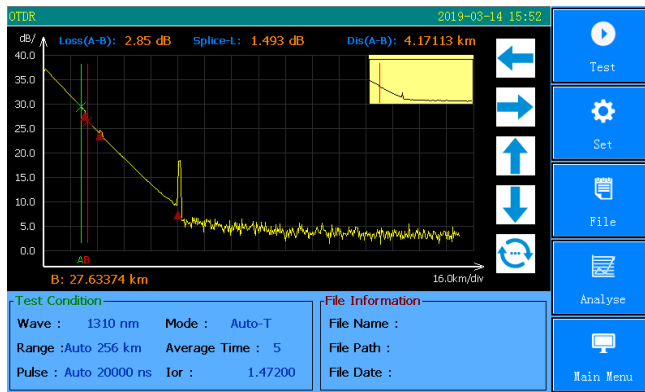 OTDR 2019-03-14 15:52
dB/ Loss(A-B): 2.85 dB Splice-L: 1.493 dB Dis(A-B): 4.17113 km
40.0
35.0
30.0
25.0
20.0
15.0
10.0
5.0
0.0
AB
B: 27.63374 km 16.0km/div
Test
Set
File
Analyse
Main Menu
Test Condition
Wave : 1310 nm Mode : Auto-T
Range :Auto 256 km Average Time : 5
Pulse : Auto 20000 ns Ior : 1.47200
File Information
File Name :
File Path :
File Date :